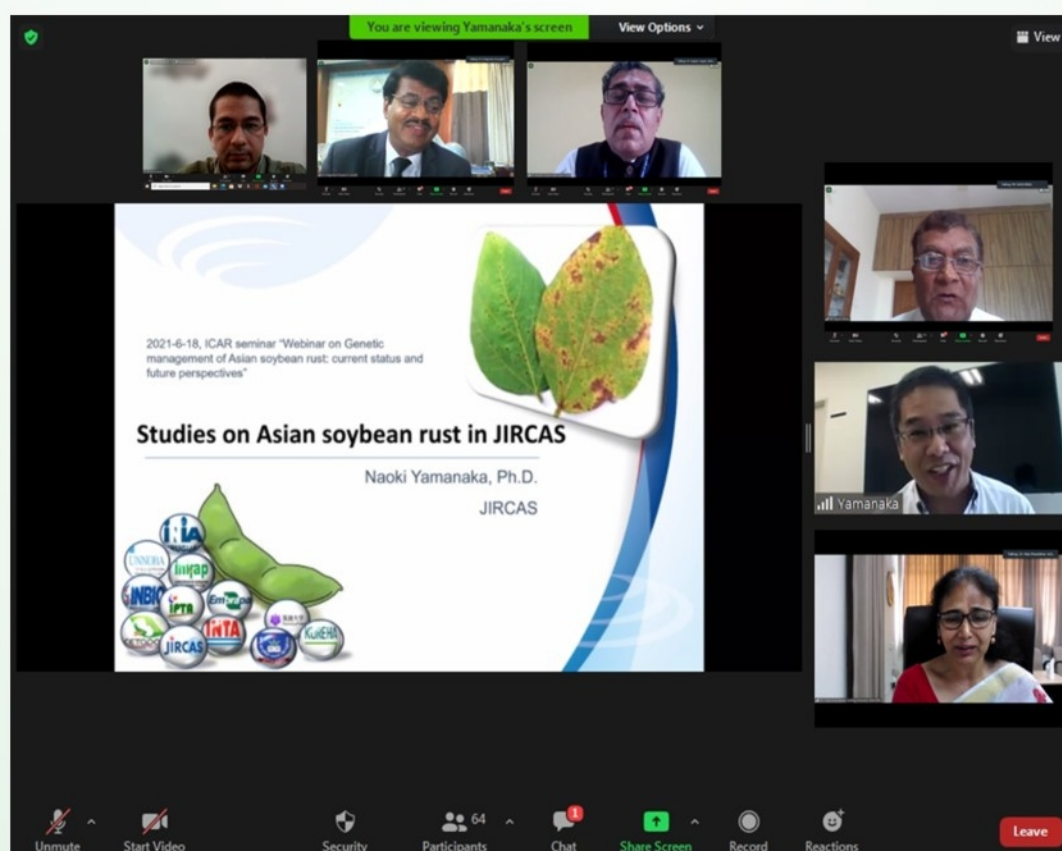 You are viewing Yamanaka's screen
View Options
View
2021-6-18, ICAR seminar "Webinar on Genetic
management of Asian soybean rust: current status and
future perspectives"
Studies on Asian soybean rust in JIRCAS
Naoki Yamanaka, Ph.D.
JIRCAS
INIA
UNNOBA
inifap
INBIO
IPTA
Embrapa
JIRCAS
INTA
KUREHA
Yamanaka
Unmute
Start Video
Security
64
Participants
1
Chat
Share Screen
Record
Reactions
Leave